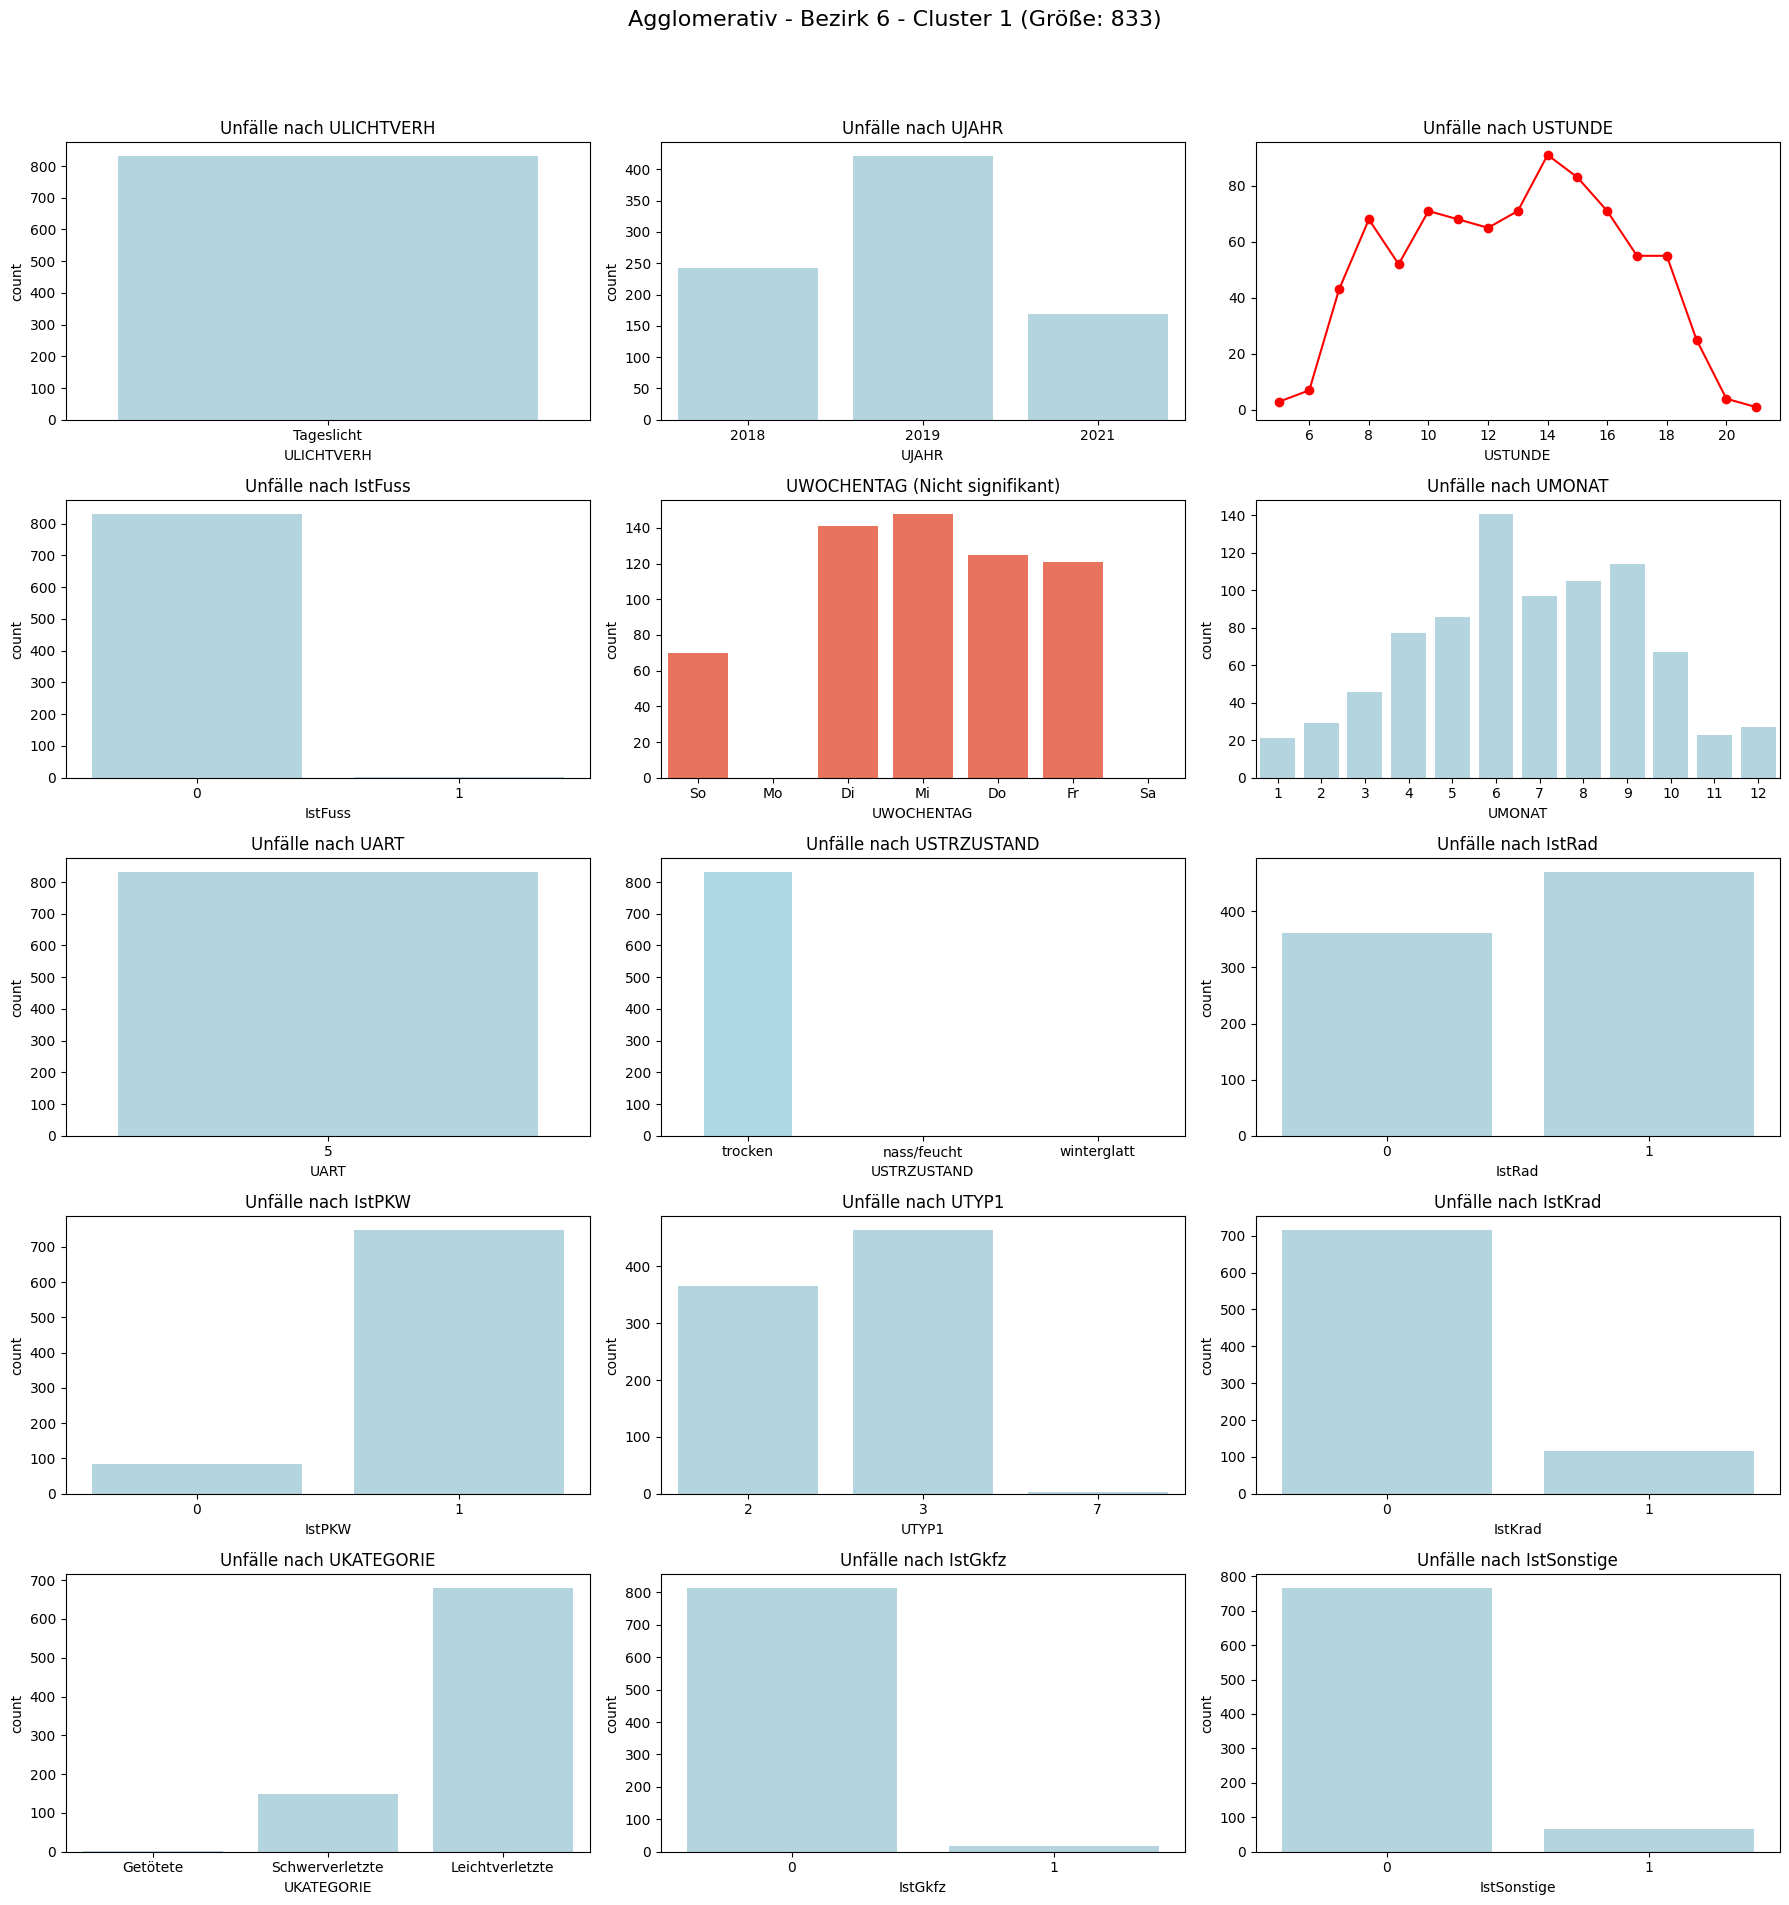 Agglomerativ - Bezirk 6 - Cluster 1 (Größe: 833)
Unfälle nach ULICHTVERH
800
700
600
500
400
300
200
100
0
count
Tageslicht
ULICHTVERH
Unfälle nach UJAHR
400
350
300
250
200
150
100
50
0
count
2018 2019 2021
UJAHR
Unfälle nach USTUNDE
80
60
40
20
0
6 8 10 12 14 16 18 20
USTUNDE
Unfälle nach IstFuss
800
700
600
500
400
300
200
100
0
count
0 1
IstFuss
UWOCHENTAG (Nicht signifikant)
140
120
100
80
60
40
20
0
count
So Mo Di Mi Do Fr Sa
UWOCHENTAG
Unfälle nach UMONAT
140
120
100
80
60
40
20
0
count
1 2 3 4 5 6 7 8 9 10 11 12
UMONAT
Unfälle nach UART
800
700
600
500
400
300
200
100
0
count
5
UART
Unfälle nach USTRZUSTAND
800
700
600
500
400
300
200
100
0
count
trocken nass/feucht winterglatt
USTRZUSTAND
Unfälle nach IstRad
400
300
200
100
0
count
0 1
IstRad
Unfälle nach IstPKW
700
600
500
400
300
200
100
0
count
0 1
IstPKW
Unfälle nach UTYP1
400
300
200
100
0
count
2 3 7
UTYP1
Unfälle nach IstKrad
700
600
500
400
300
200
100
0
count
0 1
IstKrad
Unfälle nach UKATEGORIE
700
600
500
400
300
200
100
0
count
Getötete Schwerverletzte Leichtverletzte
UKATEGORIE
Unfälle nach IstGkfz
800
700
600
500
400
300
200
100
0
count
0 1
IstGkfz
Unfälle nach IstSonstige
800
700
600
500
400
300
200
100
0
count
0 1
IstSonstige